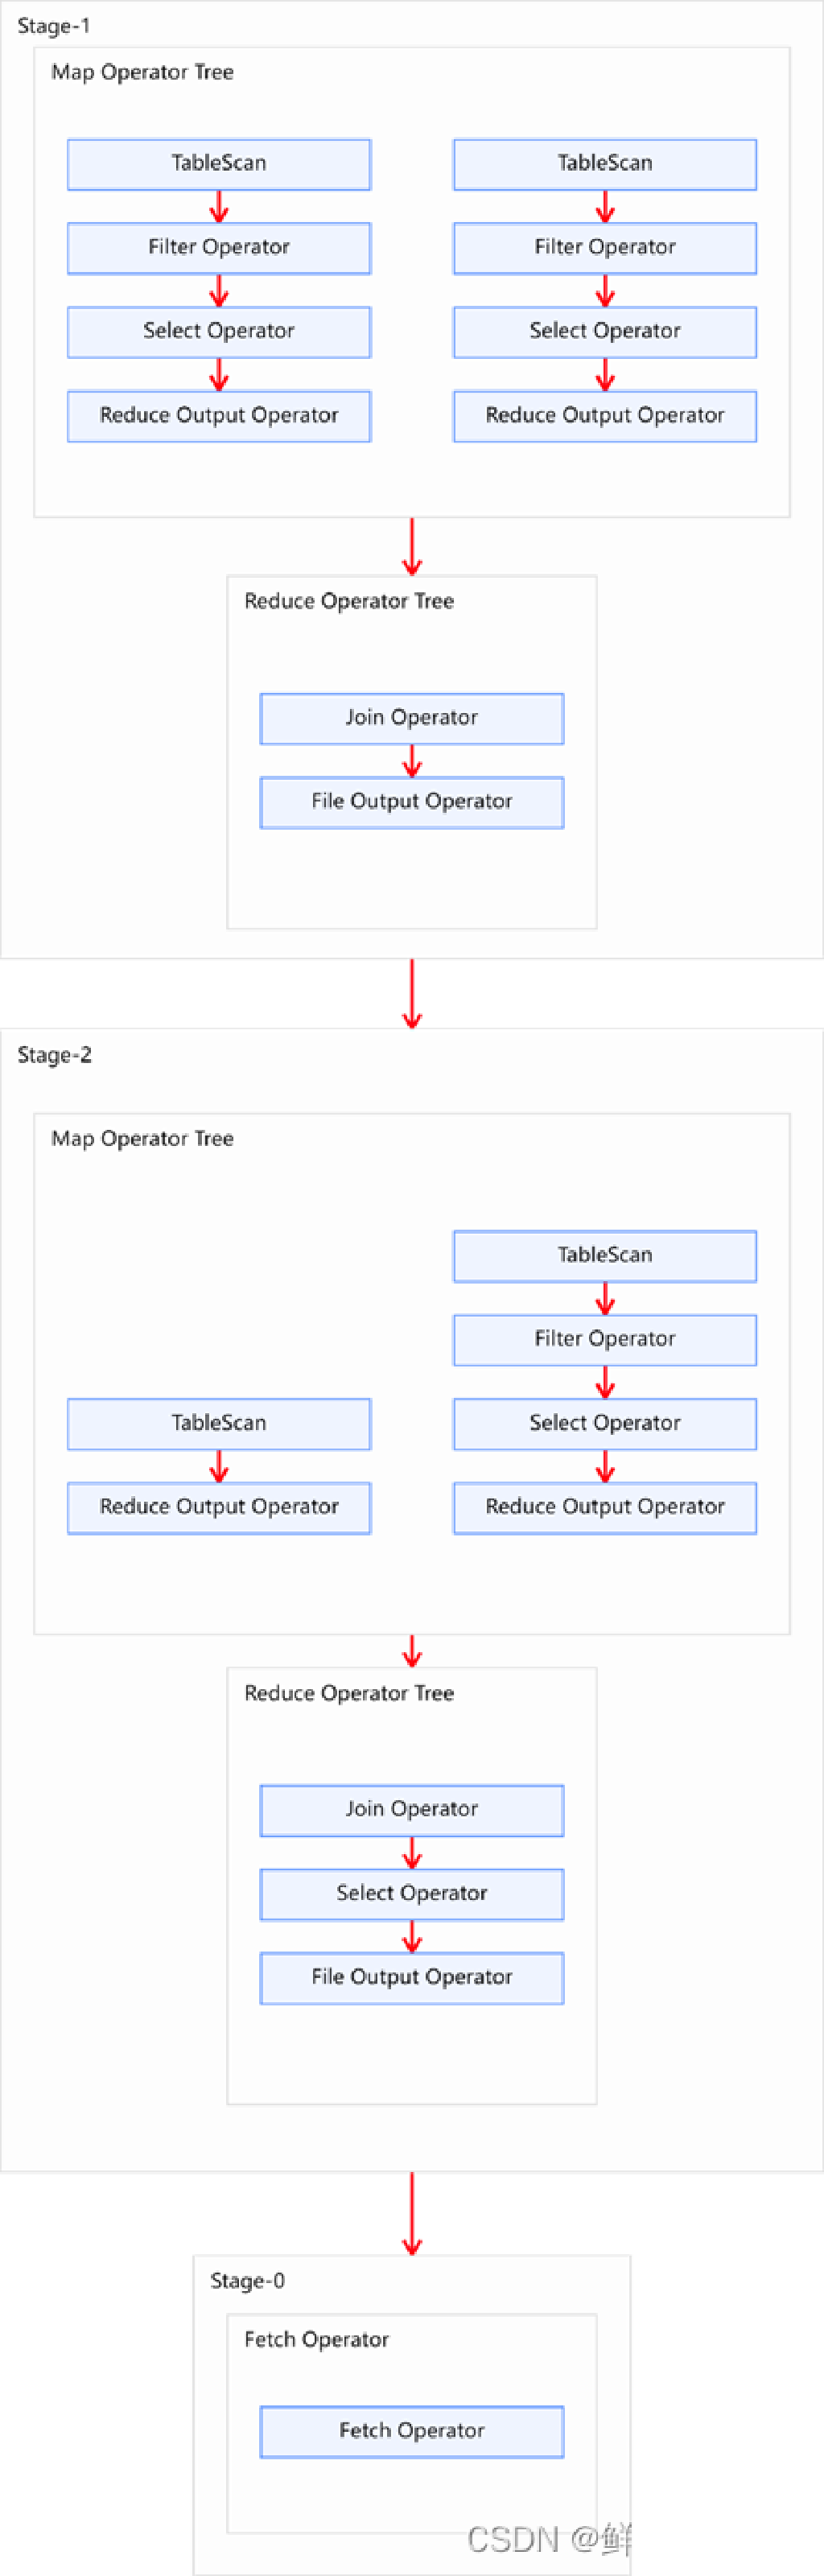 Stage-1
Map Operator Tree
TableScan
Filter Operator
Select Operator
Reduce Output Operator
TableScan
Filter Operator
Select Operator
Reduce Output Operator
Reduce Operator Tree
Join Operator
File Output Operator
Stage-2
Map Operator Tree
TableScan
Reduce Output Operator
TableScan
Filter Operator
Select Operator
Reduce Output Operator
Reduce Operator Tree
Join Operator
Select Operator
File Output Operator
Stage-0
Fetch Operator
Fetch Operator
CSDN @鲜